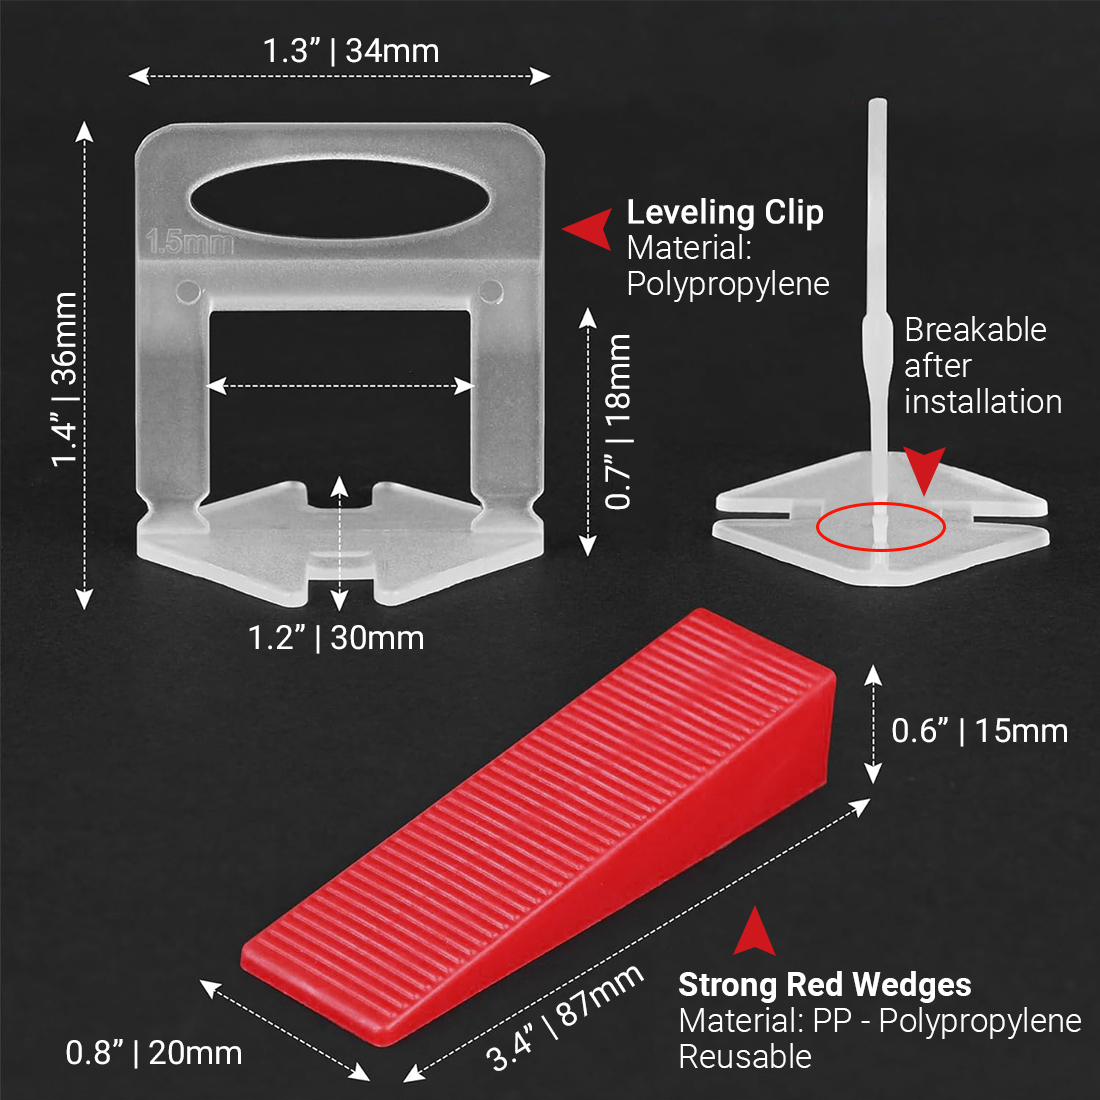 1.3” | 34mm
1.4” | 36mm
1.5mm
Leveling Clip
Material:
Polypropylene
0.7” | 18mm
Breakable
after
installation
1.2” | 30mm
0.6” | 15mm
3.4” | 87mm
0.8” | 20mm
Strong Red Wedges
Material: PP - Polypropylene
Reusable